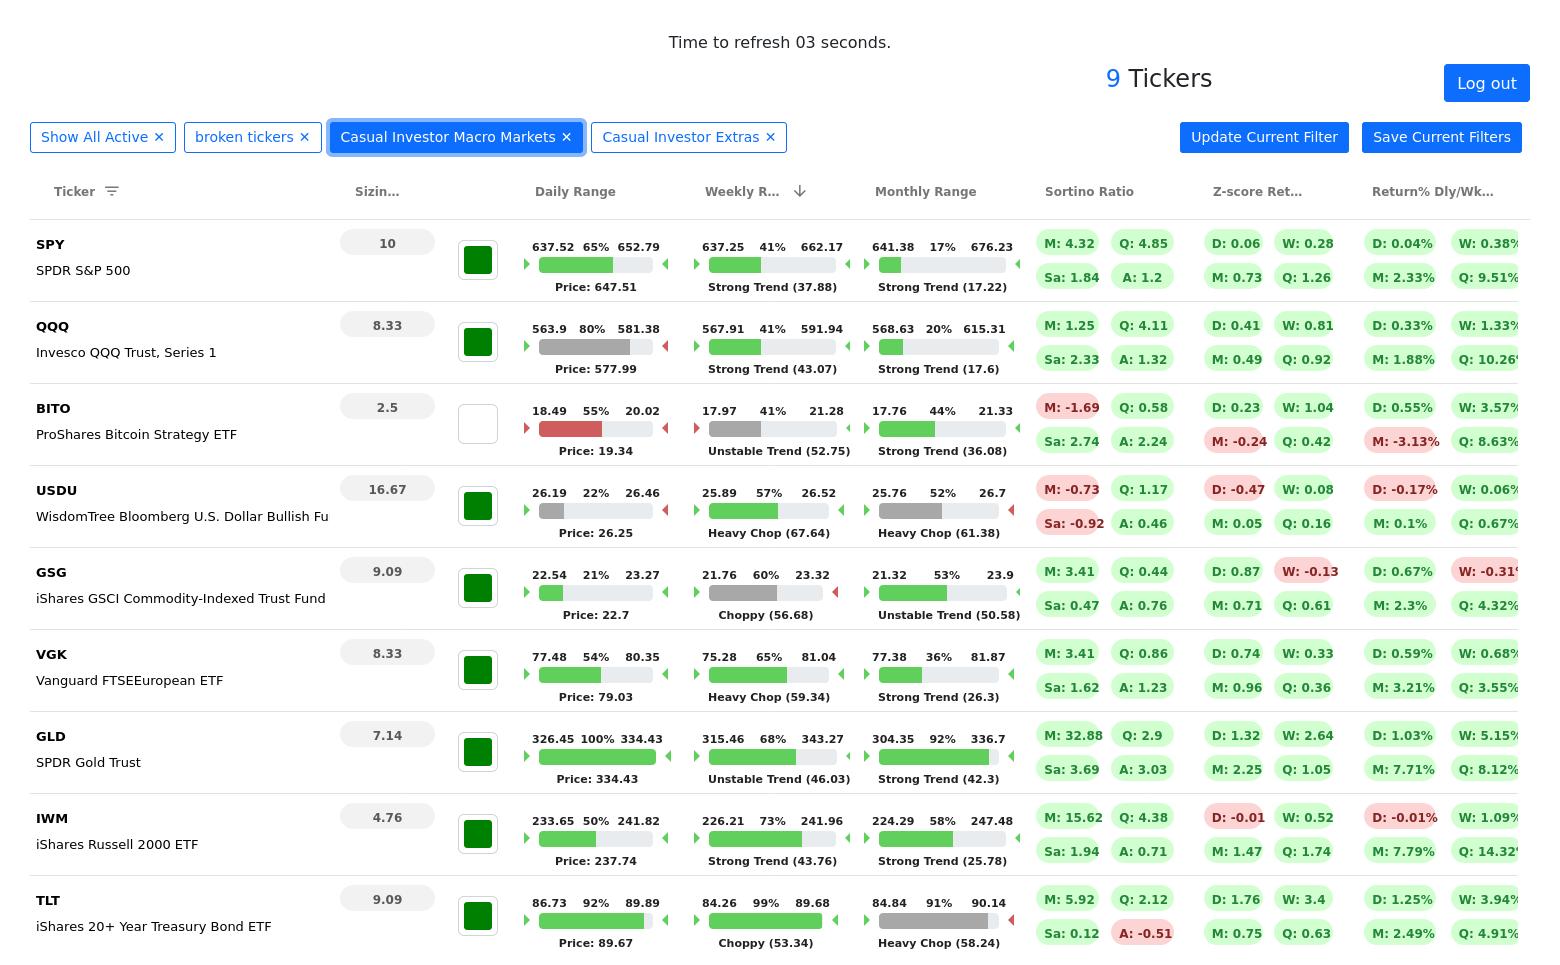 Time to refresh 03 seconds.
9 Tickers
Log out
Show All Active ✕ broken tickers ✕ Casual Investor Macro Markets ✕ Casual Investor Extras ✕ Update Current Filter Save Current Filters
Ticker Sizin... Daily Range Weekly R... Monthly Range Sortino Ratio Z-score Ret... Return% Dly/Wk...
SPY 10 637.52 65% 652.79 637.25 41% 662.17 641.38 17% 676.23 M: 4.32 Q: 4.85 D: 0.06 W: 0.28 D: 0.04% W: 0.38%
SPDR S&P 500 Price: 647.51 Strong Trend (37.88) Strong Trend (17.22) Sa: 1.84 A: 1.2 M: 0.73 Q: 1.26 M: 2.33% Q: 9.51%
QQQ 8.33 563.9 80% 581.38 567.91 41% 591.94 568.63 20% 615.31 M: 1.25 Q: 4.11 D: 0.41 W: 0.81 D: 0.33% W: 1.33%
Invesco QQQ Trust, Series 1 Price: 577.99 Strong Trend (43.07) Strong Trend (17.6) Sa: 2.33 A: 1.32 M: 0.49 Q: 0.92 M: 1.88% Q: 10.26%
BITO 2.5 18.49 55% 20.02 17.97 41% 21.28 17.76 44% 21.33 M: -1.69 Q: 0.58 D: 0.23 W: 1.04 D: 0.55% W: 3.57%
ProShares Bitcoin Strategy ETF Price: 19.34 Unstable Trend (52.75) Strong Trend (36.08) Sa: 2.74 A: 2.24 M: -0.24 Q: 0.42 M: -3.13% Q: 8.63%
USDU 16.67 26.19 22% 26.46 25.89 57% 26.52 25.76 52% 26.7 M: -0.73 Q: 1.17 D: -0.47 W: 0.08 D: -0.17% W: 0.06%
WisdomTree Bloomberg U.S. Dollar Bullish Fu Price: 26.25 Heavy Chop (67.64) Heavy Chop (61.38) Sa: -0.92 A: 0.46 M: 0.05 Q: 0.16 M: 0.1% Q: 0.67%
GSG 9.09 22.54 21% 23.27 21.76 60% 23.32 21.32 53% 23.9 M: 3.41 Q: 0.44 D: 0.87 W: -0.13 D: 0.67% W: -0.31%
iShares GSCI Commodity-Indexed Trust Fund Price: 22.7 Choppy (56.68) Unstable Trend (50.58) Sa: 0.47 A: 0.76 M: 0.71 Q: 0.61 M: 2.3% Q: 4.32%
VGK 8.33 77.48 54% 80.35 75.28 65% 81.04 77.38 36% 81.87 M: 3.41 Q: 0.86 D: 0.74 W: 0.33 D: 0.59% W: 0.68%
Vanguard FTSEEuropean ETF Price: 79.03 Heavy Chop (59.34) Strong Trend (26.3) Sa: 1.62 A: 1.23 M: 0.96 Q: 0.36 M: 3.21% Q: 3.55%
GLD 7.14 326.45 100% 334.43 315.46 68% 343.27 304.35 92% 336.7 M: 32.88 Q: 2.9 D: 1.32 W: 2.64 D: 1.03% W: 5.15%
SPDR Gold Trust Price: 334.43 Unstable Trend (46.03) Strong Trend (42.3) Sa: 3.69 A: 3.03 M: 2.25 Q: 1.05 M: 7.71% Q: 8.12%
IWM 4.76 233.65 50% 241.82 226.21 73% 241.96 224.29 58% 247.48 M: 15.62 Q: 4.38 D: -0.01 W: 0.52 D: -0.01% W: 1.09%
iShares Russell 2000 ETF Price: 237.74 Strong Trend (43.76) Strong Trend (25.78) Sa: 1.94 A: 0.71 M: 1.47 Q: 1.74 M: 7.79% Q: 14.32%
TLT 9.09 86.73 92% 89.89 84.26 99% 89.68 84.84 91% 90.14 M: 5.92 Q: 2.12 D: 1.76 W: 3.4 D: 1.25% W: 3.94%
iShares 20+ Year Treasury Bond ETF Price: 89.67 Choppy (53.34) Heavy Chop (58.24) Sa: 0.12 A: -0.51 M: 0.75 Q: 0.63 M: 2.49% Q: 4.91%